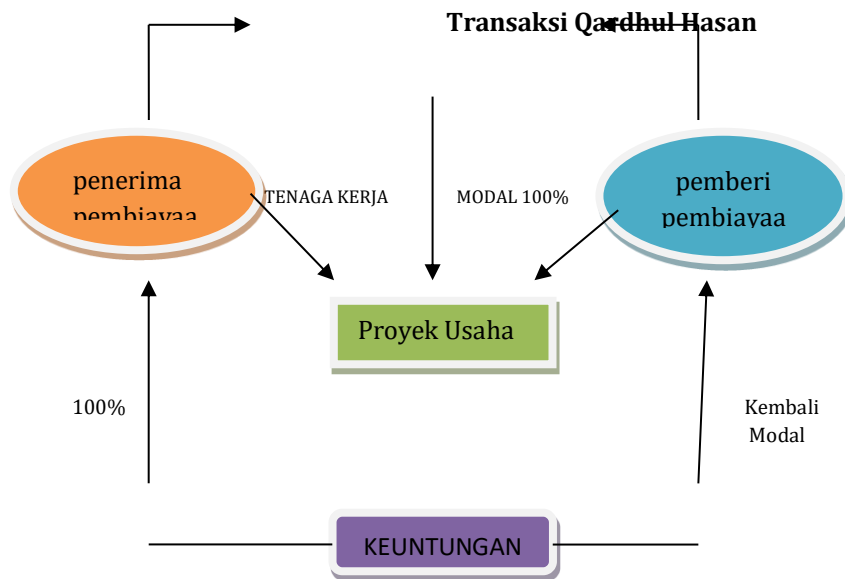 Transaksi Qardhul Hasan
penerima
pembiayaa
TENAGA KERJA
MODAL 100%
pemberi
pembiayaa
Proyek Usaha
100%
Kembali
Modal
KEUNTUNGAN